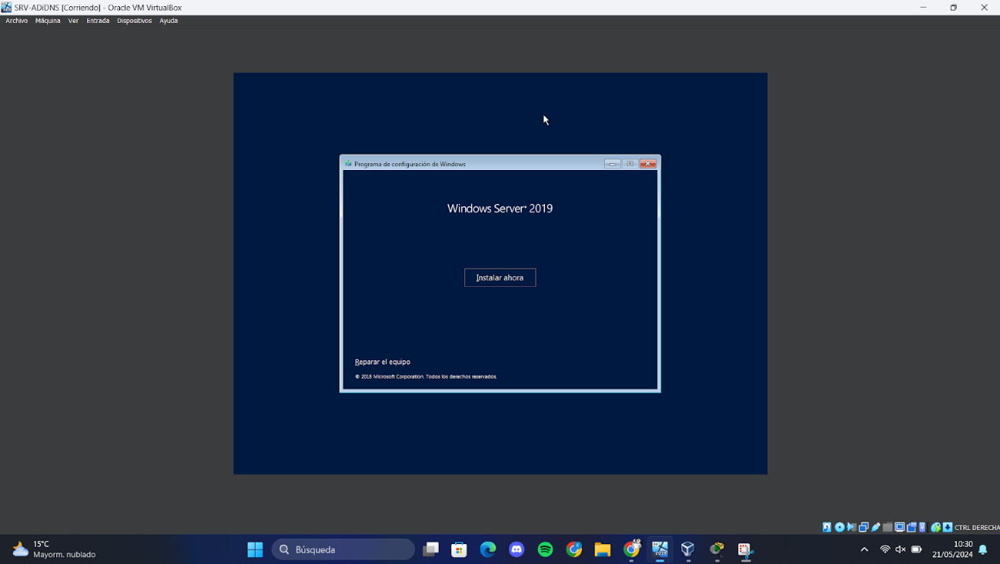 SRV-ADiDNS [Corriendo] - Oracle VM VirtualBox
Archivo Máquina Ver Entrada Dispositivos Ayuda
Programa de configuración de Windows
Windows Server® 2019
Instalar ahora
Reparar el equipo
© 2018 Microsoft Corporation. Todos los derechos reservados.
CTRL DERECHA
15°C
Mayorm. nublado
Búsqueda
2019
10:30
21/05/2024